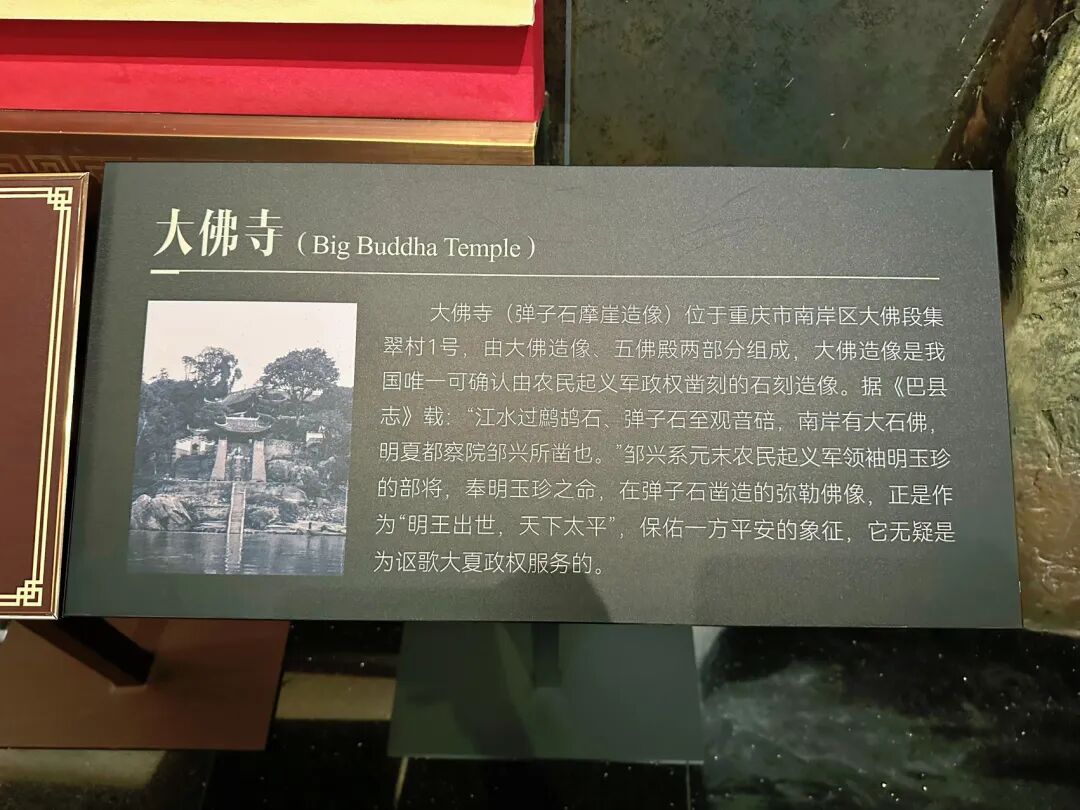 大佛寺（Big Buddha Temple）
大佛寺（弹子石摩崖造像）位于重庆市南岸区大佛段集
翠村1号，由大佛造像、五佛殿两部分组成，大佛造像是我
国唯一可确认由农民起义军政权凿刻的石刻造像。据《巴县
志》载：“江水过鹧鸪石、弹子石至观音碚，南岸有大石佛，
明夏都察院邹兴所凿也。”邹兴系元末农民起义军领袖明玉珍
的部将，奉明玉珍之命，在弹子石凿造的弥勒佛像，正是作
为“明王出世，天下太平”，保佑一方平安的象征，它无疑是
为讴歌大夏政权服务的。